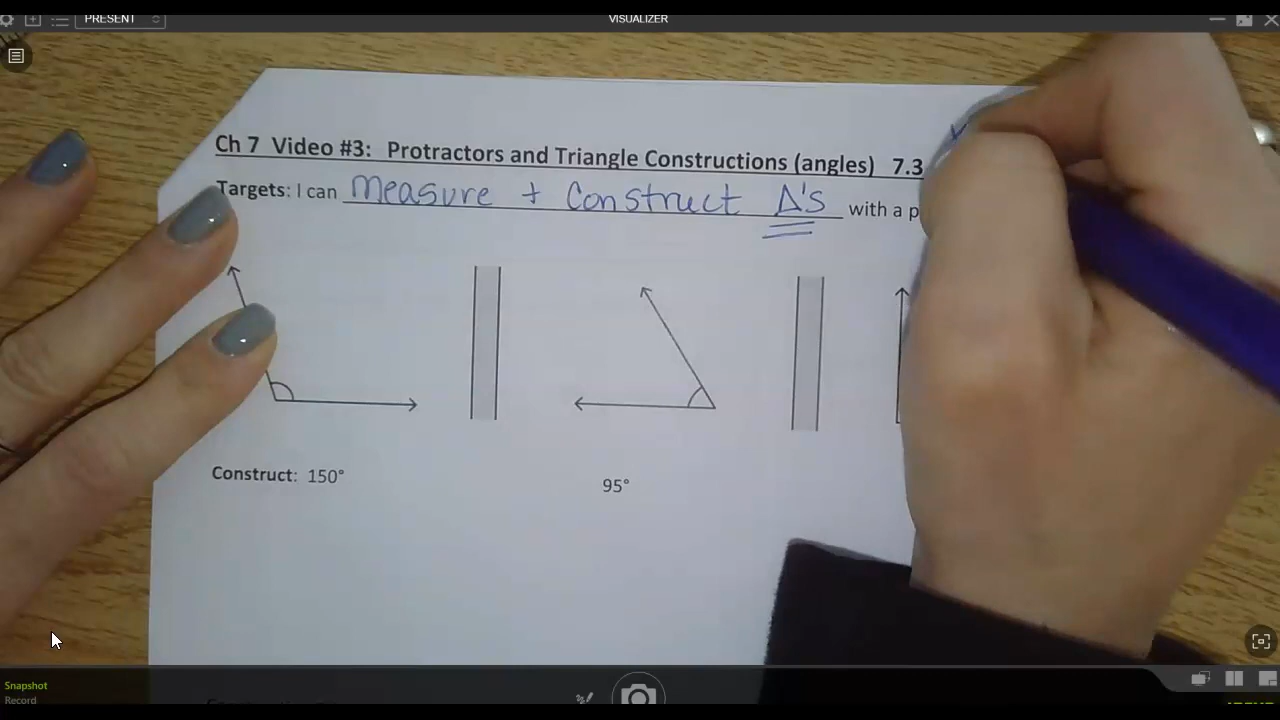 PRESENT
VISUALIZER
Ch 7 Video #3: Protractors and Triangle Constructions (angles) 7.3
Targets: I can Measure + Construct Δ's with a p
Construct: 150°
95°
Snapshot
Record